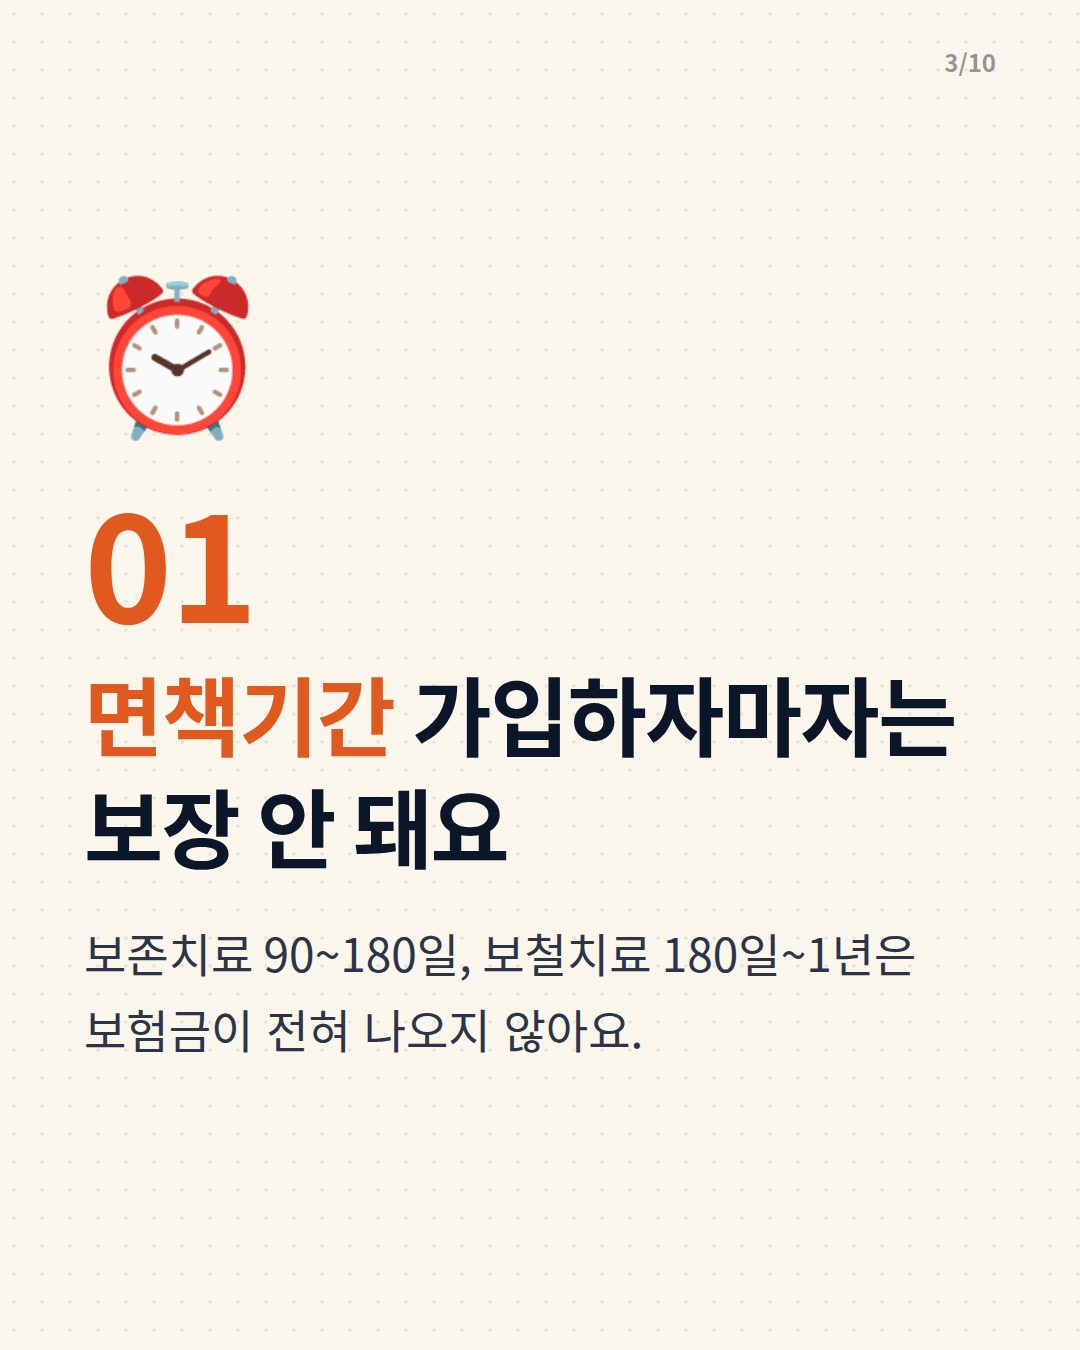 3/10
01
면책기간 가입하자마자는
보장 안 돼요
보존치료 90~180일, 보철치료 180일~1년은
보험금이 전혀 나오지 않아요.